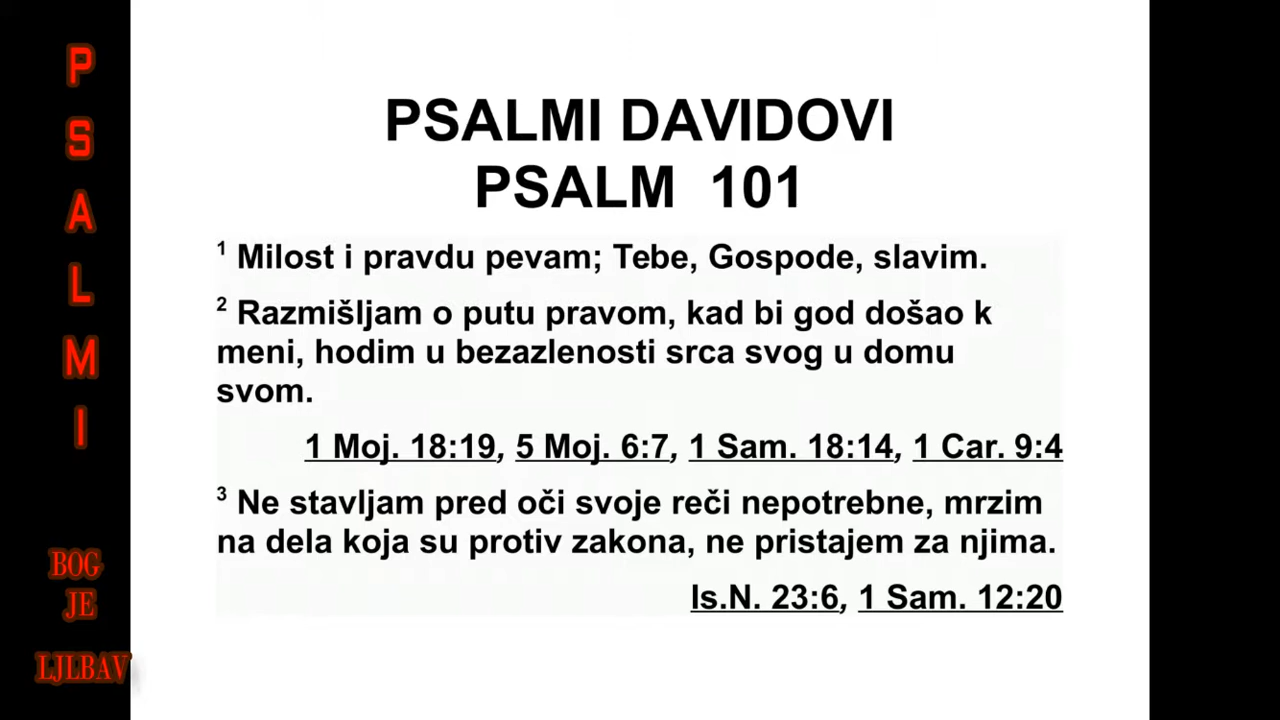 P
S
A
L
M
I
BOG
JE
LJLBAV
PSALMI DAVIDOVI
PSALM 101
1 Milost i pravdu pevam; Tebe, Gospode, slavim.
2 Razmišljam o putu pravom, kad bi god došao k
meni, hodim u bezazlenosti srca svog u domu
svom.
1 Moj. 18:19, 5 Moj. 6:7, 1 Sam. 18:14, 1 Car. 9:4
3 Ne stavljam pred oči svoje reči nepotrebne, mrzim
na dela koja su protiv zakona, ne pristajem za njima.
Is.N. 23:6, 1 Sam. 12:20